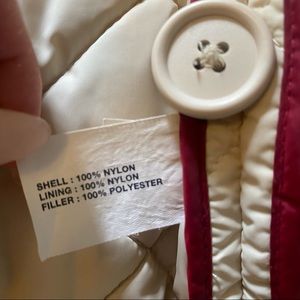 SHELL : 100% NYLON
LINING : 100% NYLON
FILLER : 100% POLYESTER